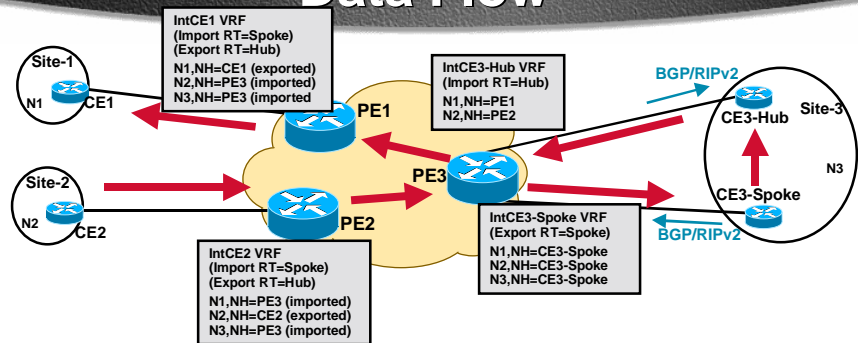 Data Flow
IntCE1 VRF
(Import RT=Spoke)
(Export RT=Hub)
N1,NH=CE1 (exported)
N2,NH=PE3 (imported)
N3,NH=PE3 (imported
Site-1
N1
CE1
PE1
IntCE3-Hub VRF
(Import RT=Hub)
N1,NH=PE1
N2,NH=PE2
BGP/RIPv2
CE3-Hub
Site-3
N3
CE3-Spoke
BGP/RIPv2
PE3
Site-2
N2
CE2
PE2
IntCE3-Spoke VRF
(Export RT=Spoke)
N1,NH=CE3-Spoke
N2,NH=CE3-Spoke
N3,NH=CE3-Spoke
IntCE2 VRF
(Import RT=Spoke)
(Export RT=Hub)
N1,NH=PE3 (imported)
N2,NH=CE2 (exported)
N3,NH=PE3 (imported)